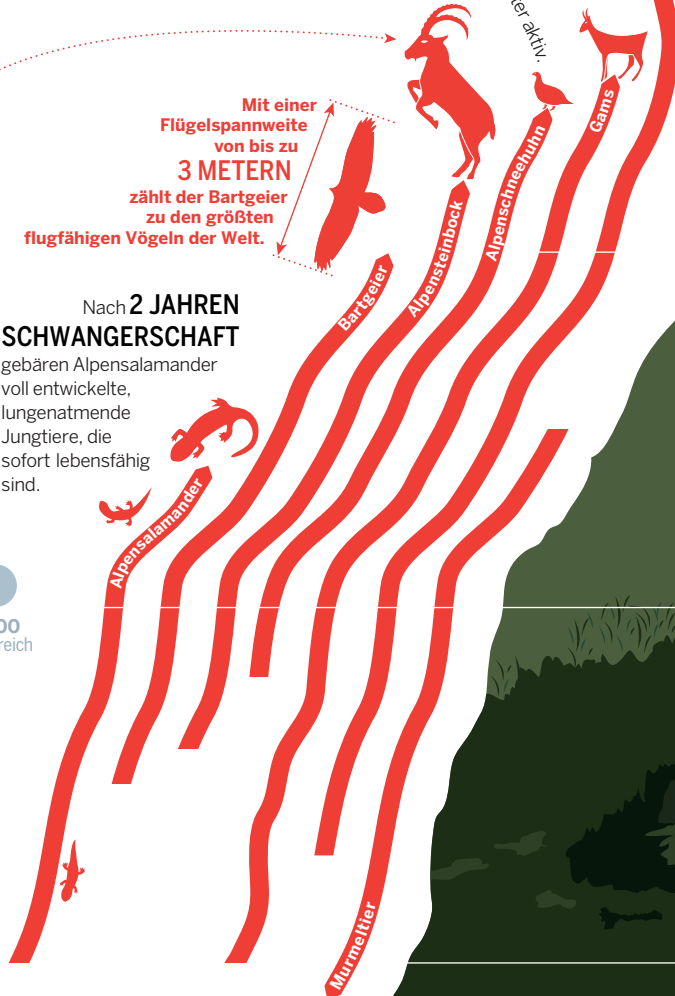 ter aktiv.
Mit einer
Flügelspannweite
von bis zu
3 METERN
zählt der Bartgeier
zu den größten
flugfähigen Vögeln der Welt.
Gams
Alpenschneehuhn
Alpensteinbock
Bartgeier
Nach 2 JAHREN
SCHWANGERSCHAFT
gebären Alpensalamander
voll entwickelte,
lungenatmende
Jungtiere, die
sofort lebensfähig
sind.
Alpensalamander
00
reich
Murmeltier